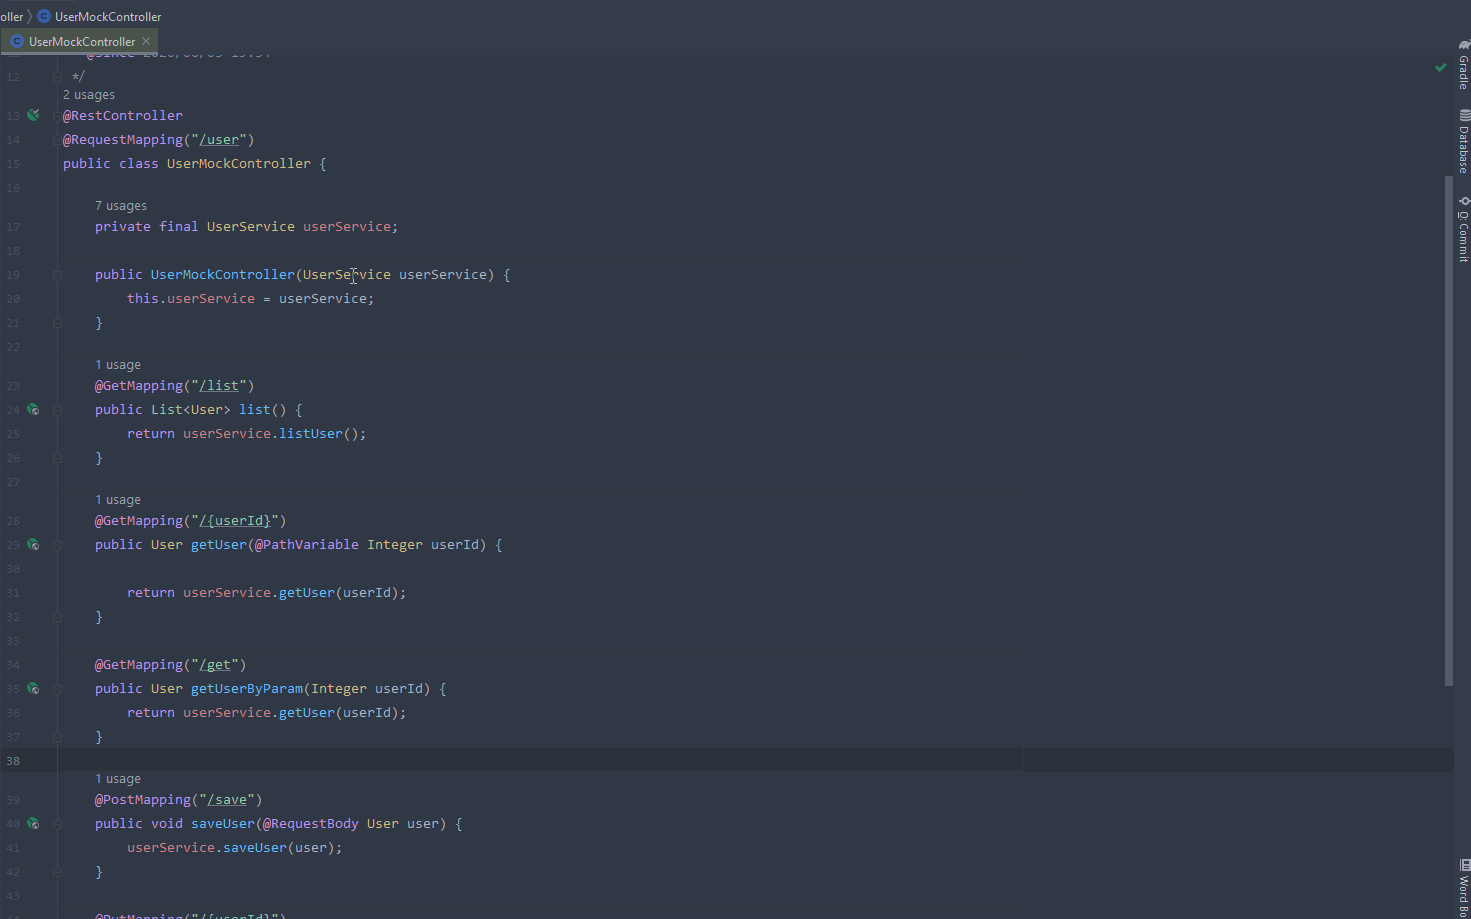 oller 〉 UserMockController
UserMockController ×
12 */
2 usages
13 @RestController
14 @RequestMapping("/user")
15 public class UserMockController {
16
7 usages
17 private final UserService userService;
18
19 public UserMockController(UserService userService) {
20 this.userService = userService;
21 }
22
1 usage
23 @GetMapping("/list")
24 public List<User> list() {
25 return userService.listUser();
26 }
27
1 usage
28 @GetMapping("/{userId}")
29 public User getUser(@PathVariable Integer userId) {
30
31 return userService.getUser(userId);
32 }
33
34 @GetMapping("/get")
35 public User getUserByParam(Integer userId) {
36 return userService.getUser(userId);
37 }
38
1 usage
39 @PostMapping("/save")
40 public void saveUser(@RequestBody User user) {
41 userService.saveUser(user);
42 }
43
@PutMapping("/{userId}")
Gradle
Database
Commit
Word Bo